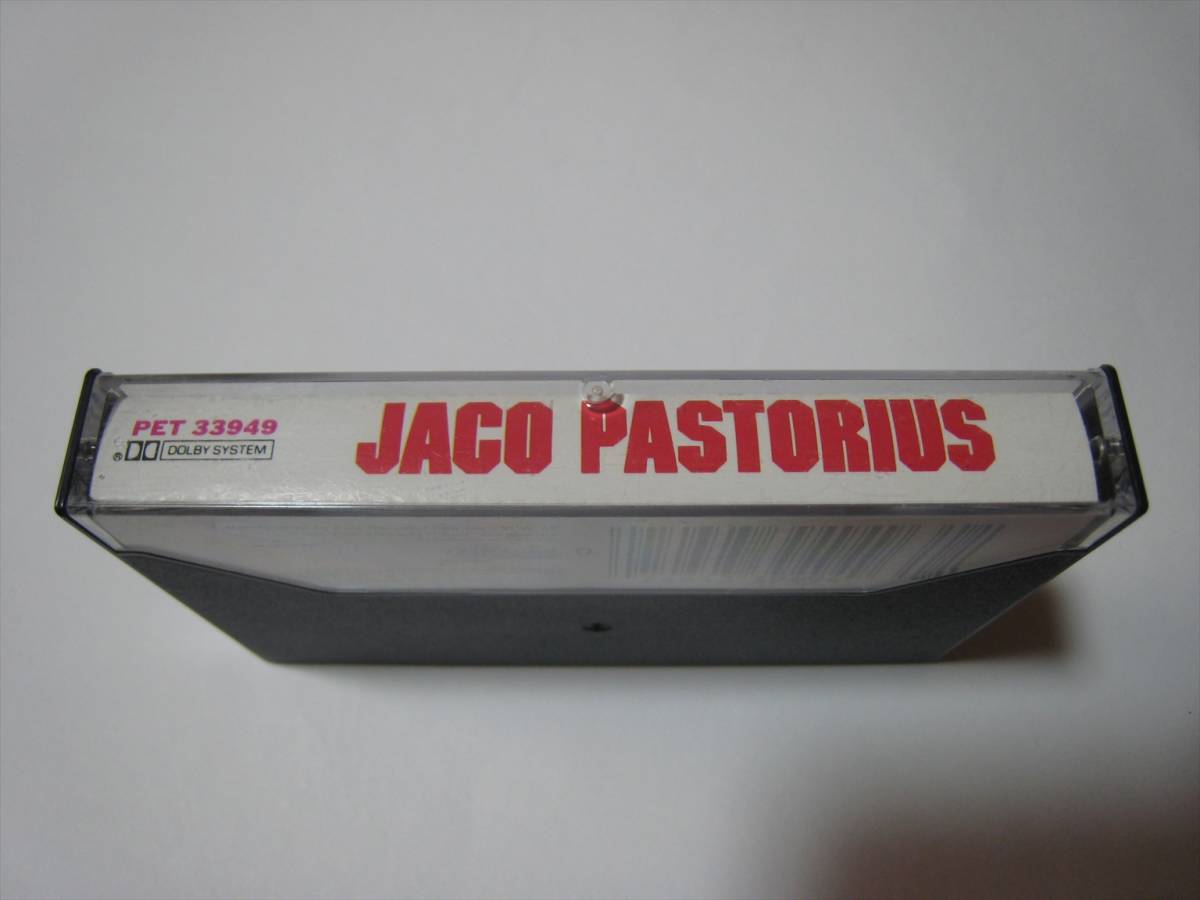 PET 33949
® DOLBY SYSTEM
JACO PASTORIUS